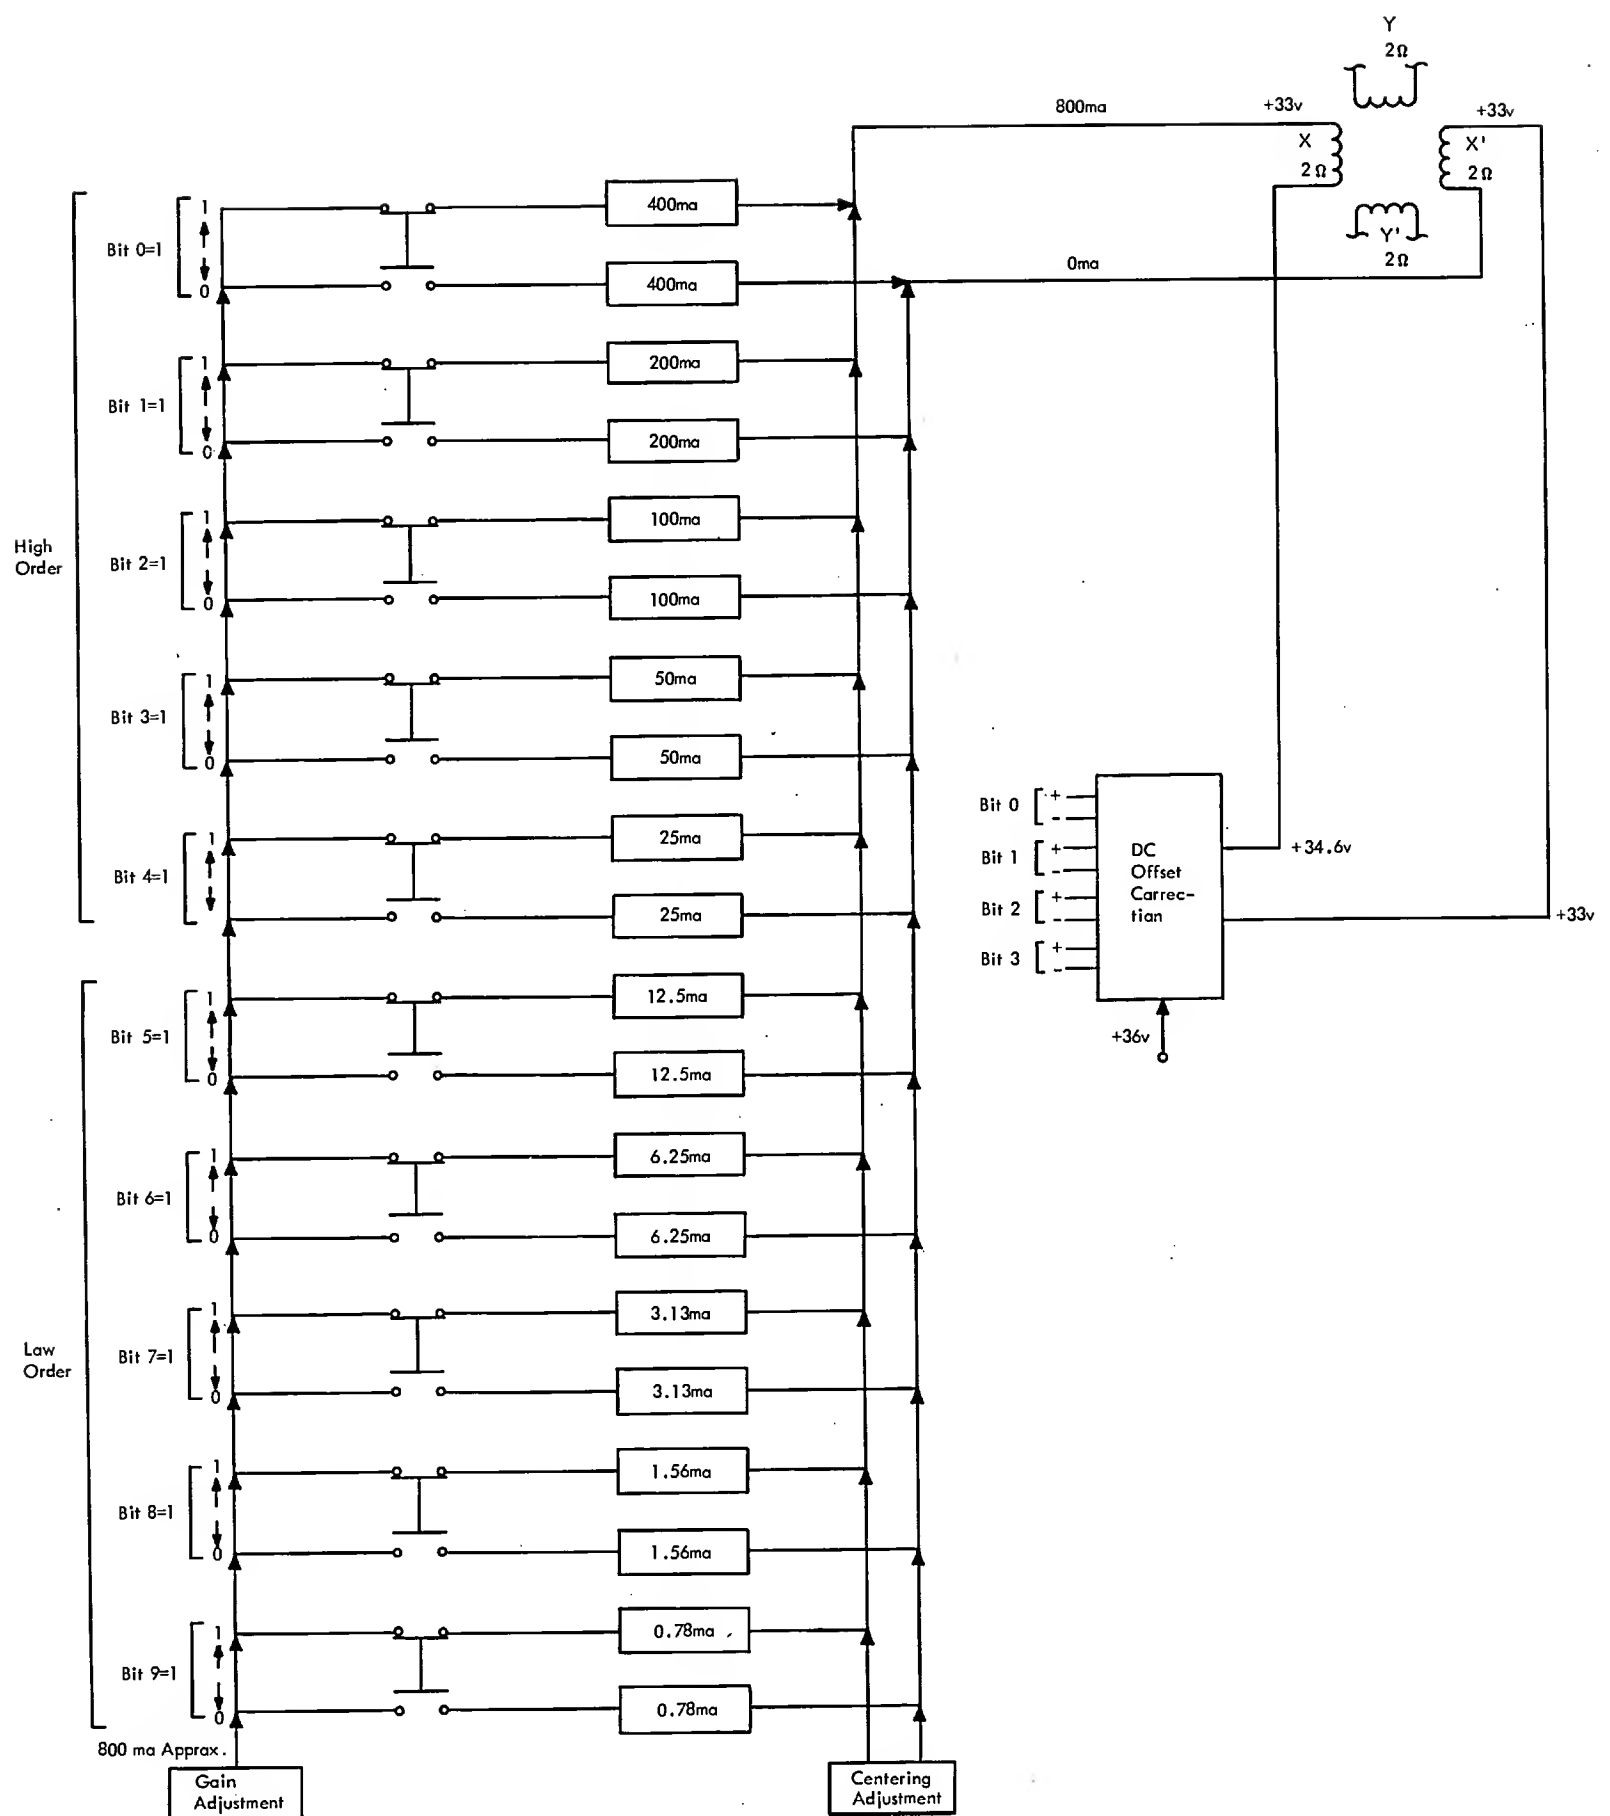 Y
2Ω
800ma
+33v
+33v
X
2Ω
X'
2Ω
Y'
2Ω
0ma
High
Order
Bit 0=1
1
0
400ma
400ma
Bit 1=1
1
0
200ma
200ma
Bit 2=1
1
0
100ma
100ma
Bit 3=1
1
0
50ma
50ma
Bit 4=1
1
25ma
25ma
Bit 0
+
-
Bit 1
+
-
Bit 2
+
-
Bit 3
+
-
DC
Offset
Carrec-
tian
+34.6v
+33v
+36v
Law
Order
Bit 5=1
1
0
12.5ma
12.5ma
Bit 6=1
1
0
6.25ma
6.25ma
Bit 7=1
1
0
3.13ma
3.13ma
Bit 8=1
1
0
1.56ma
1.56ma
Bit 9=1
1
0
0.78ma
0.78ma
800 ma Apprax.
Gain
Adjustment
Centering
Adjustment